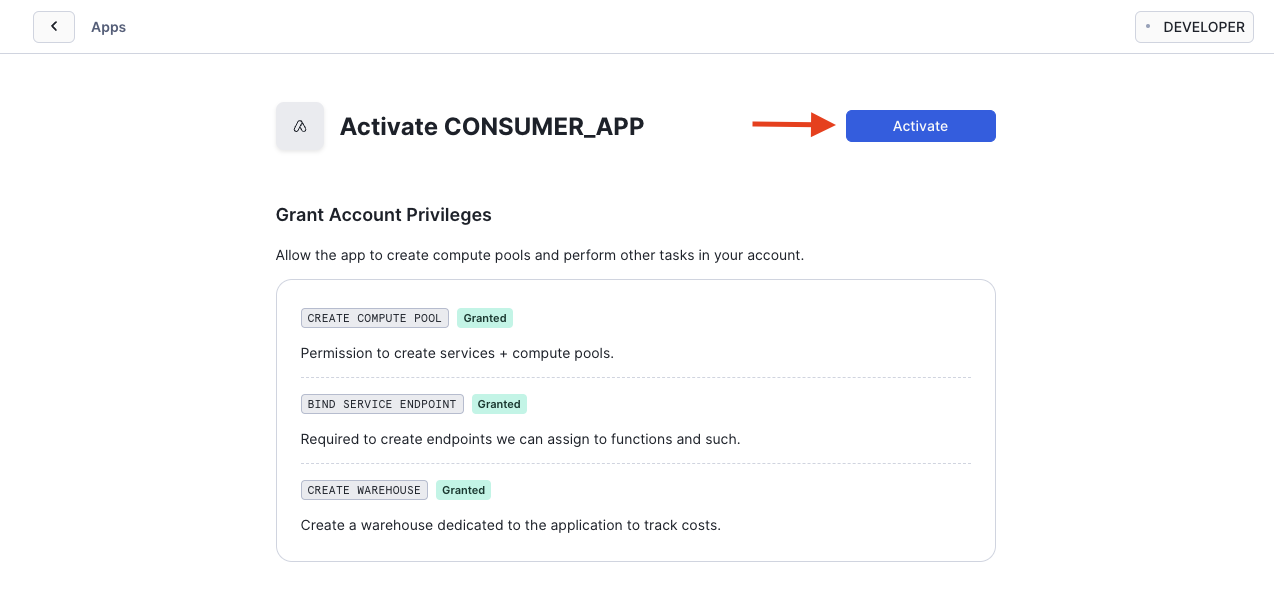 Apps
DEVELOPER
Activate CONSUMER_APP
Activate
Grant Account Privileges
Allow the app to create compute pools and perform other tasks in your account.
CREATE COMPUTE POOL Granted
Permission to create services + compute pools.
BIND SERVICE ENDPOINT Granted
Required to create endpoints we can assign to functions and such.
CREATE WAREHOUSE Granted
Create a warehouse dedicated to the application to track costs.